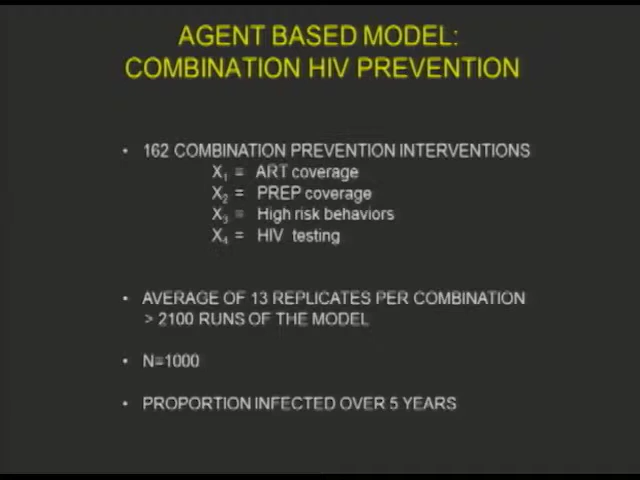 AGENT BASED MODEL:
COMBINATION HIV PREVENTION
• 162 COMBINATION PREVENTION INTERVENTIONS
X₁ = ART coverage
X₂ = PREP coverage
X₃ = High risk behaviors
X₄ = HIV testing
• AVERAGE OF 13 REPLICATES PER COMBINATION
> 2100 RUNS OF THE MODEL
• N=1000
• PROPORTION INFECTED OVER 5 YEARS